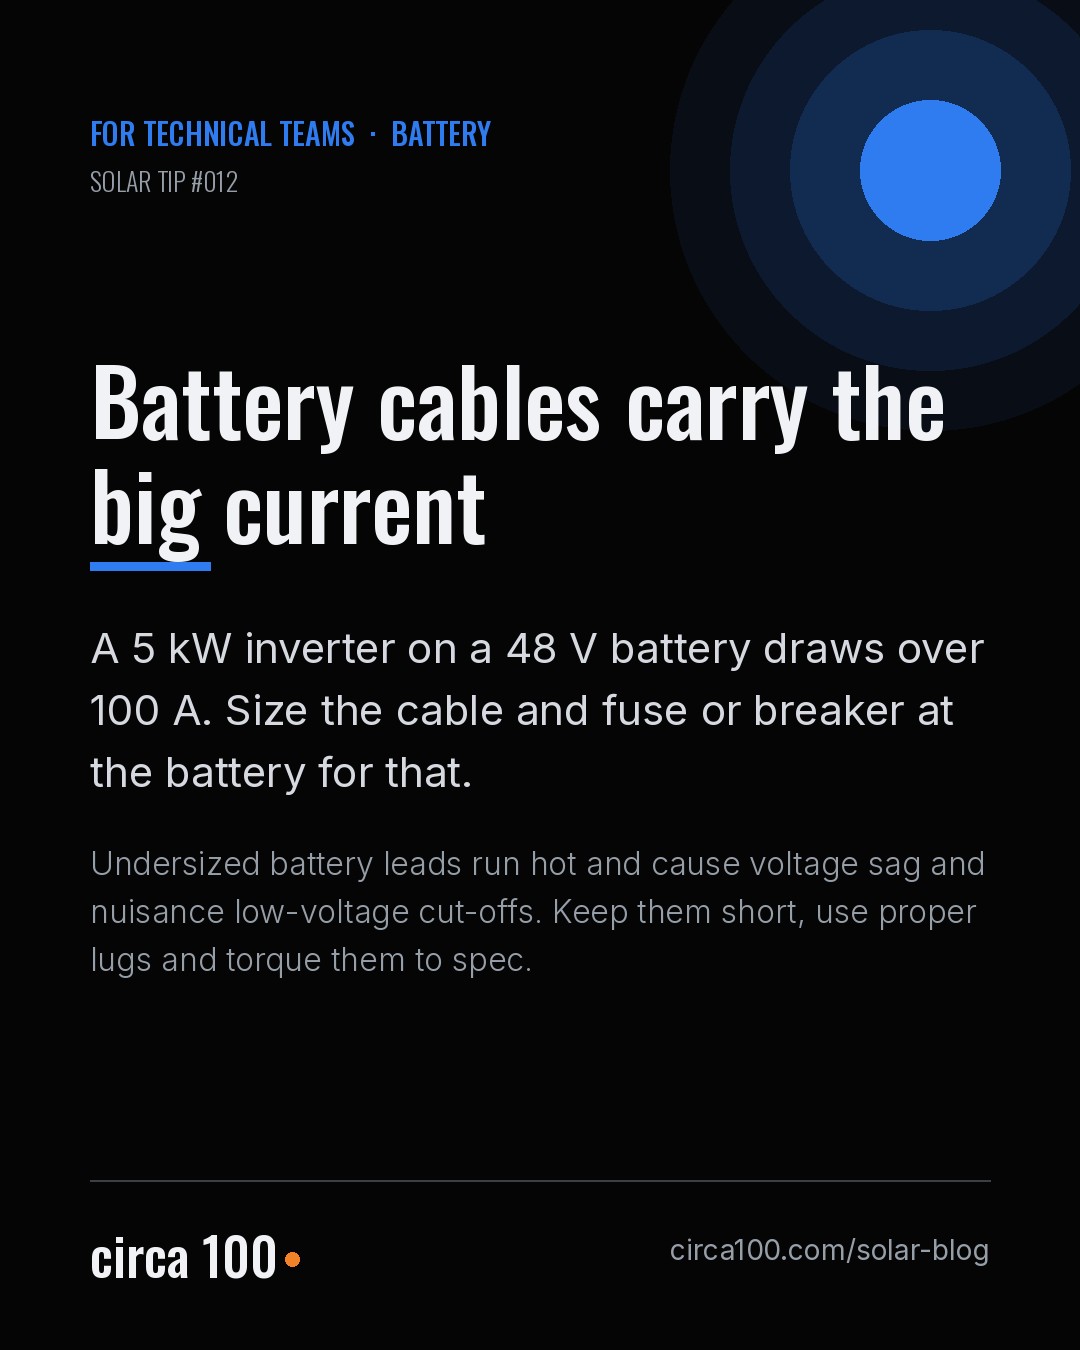 FOR TECHNICAL TEAMS · BATTERY
SOLAR TIP #012
Battery cables carry the
big current
A 5 kW inverter on a 48 V battery draws over
100 A. Size the cable and fuse or breaker at
the battery for that.
Undersized battery leads run hot and cause voltage sag and
nuisance low-voltage cut-offs. Keep them short, use proper
lugs and torque them to spec.
circa 100
circa100.com/solar-blog